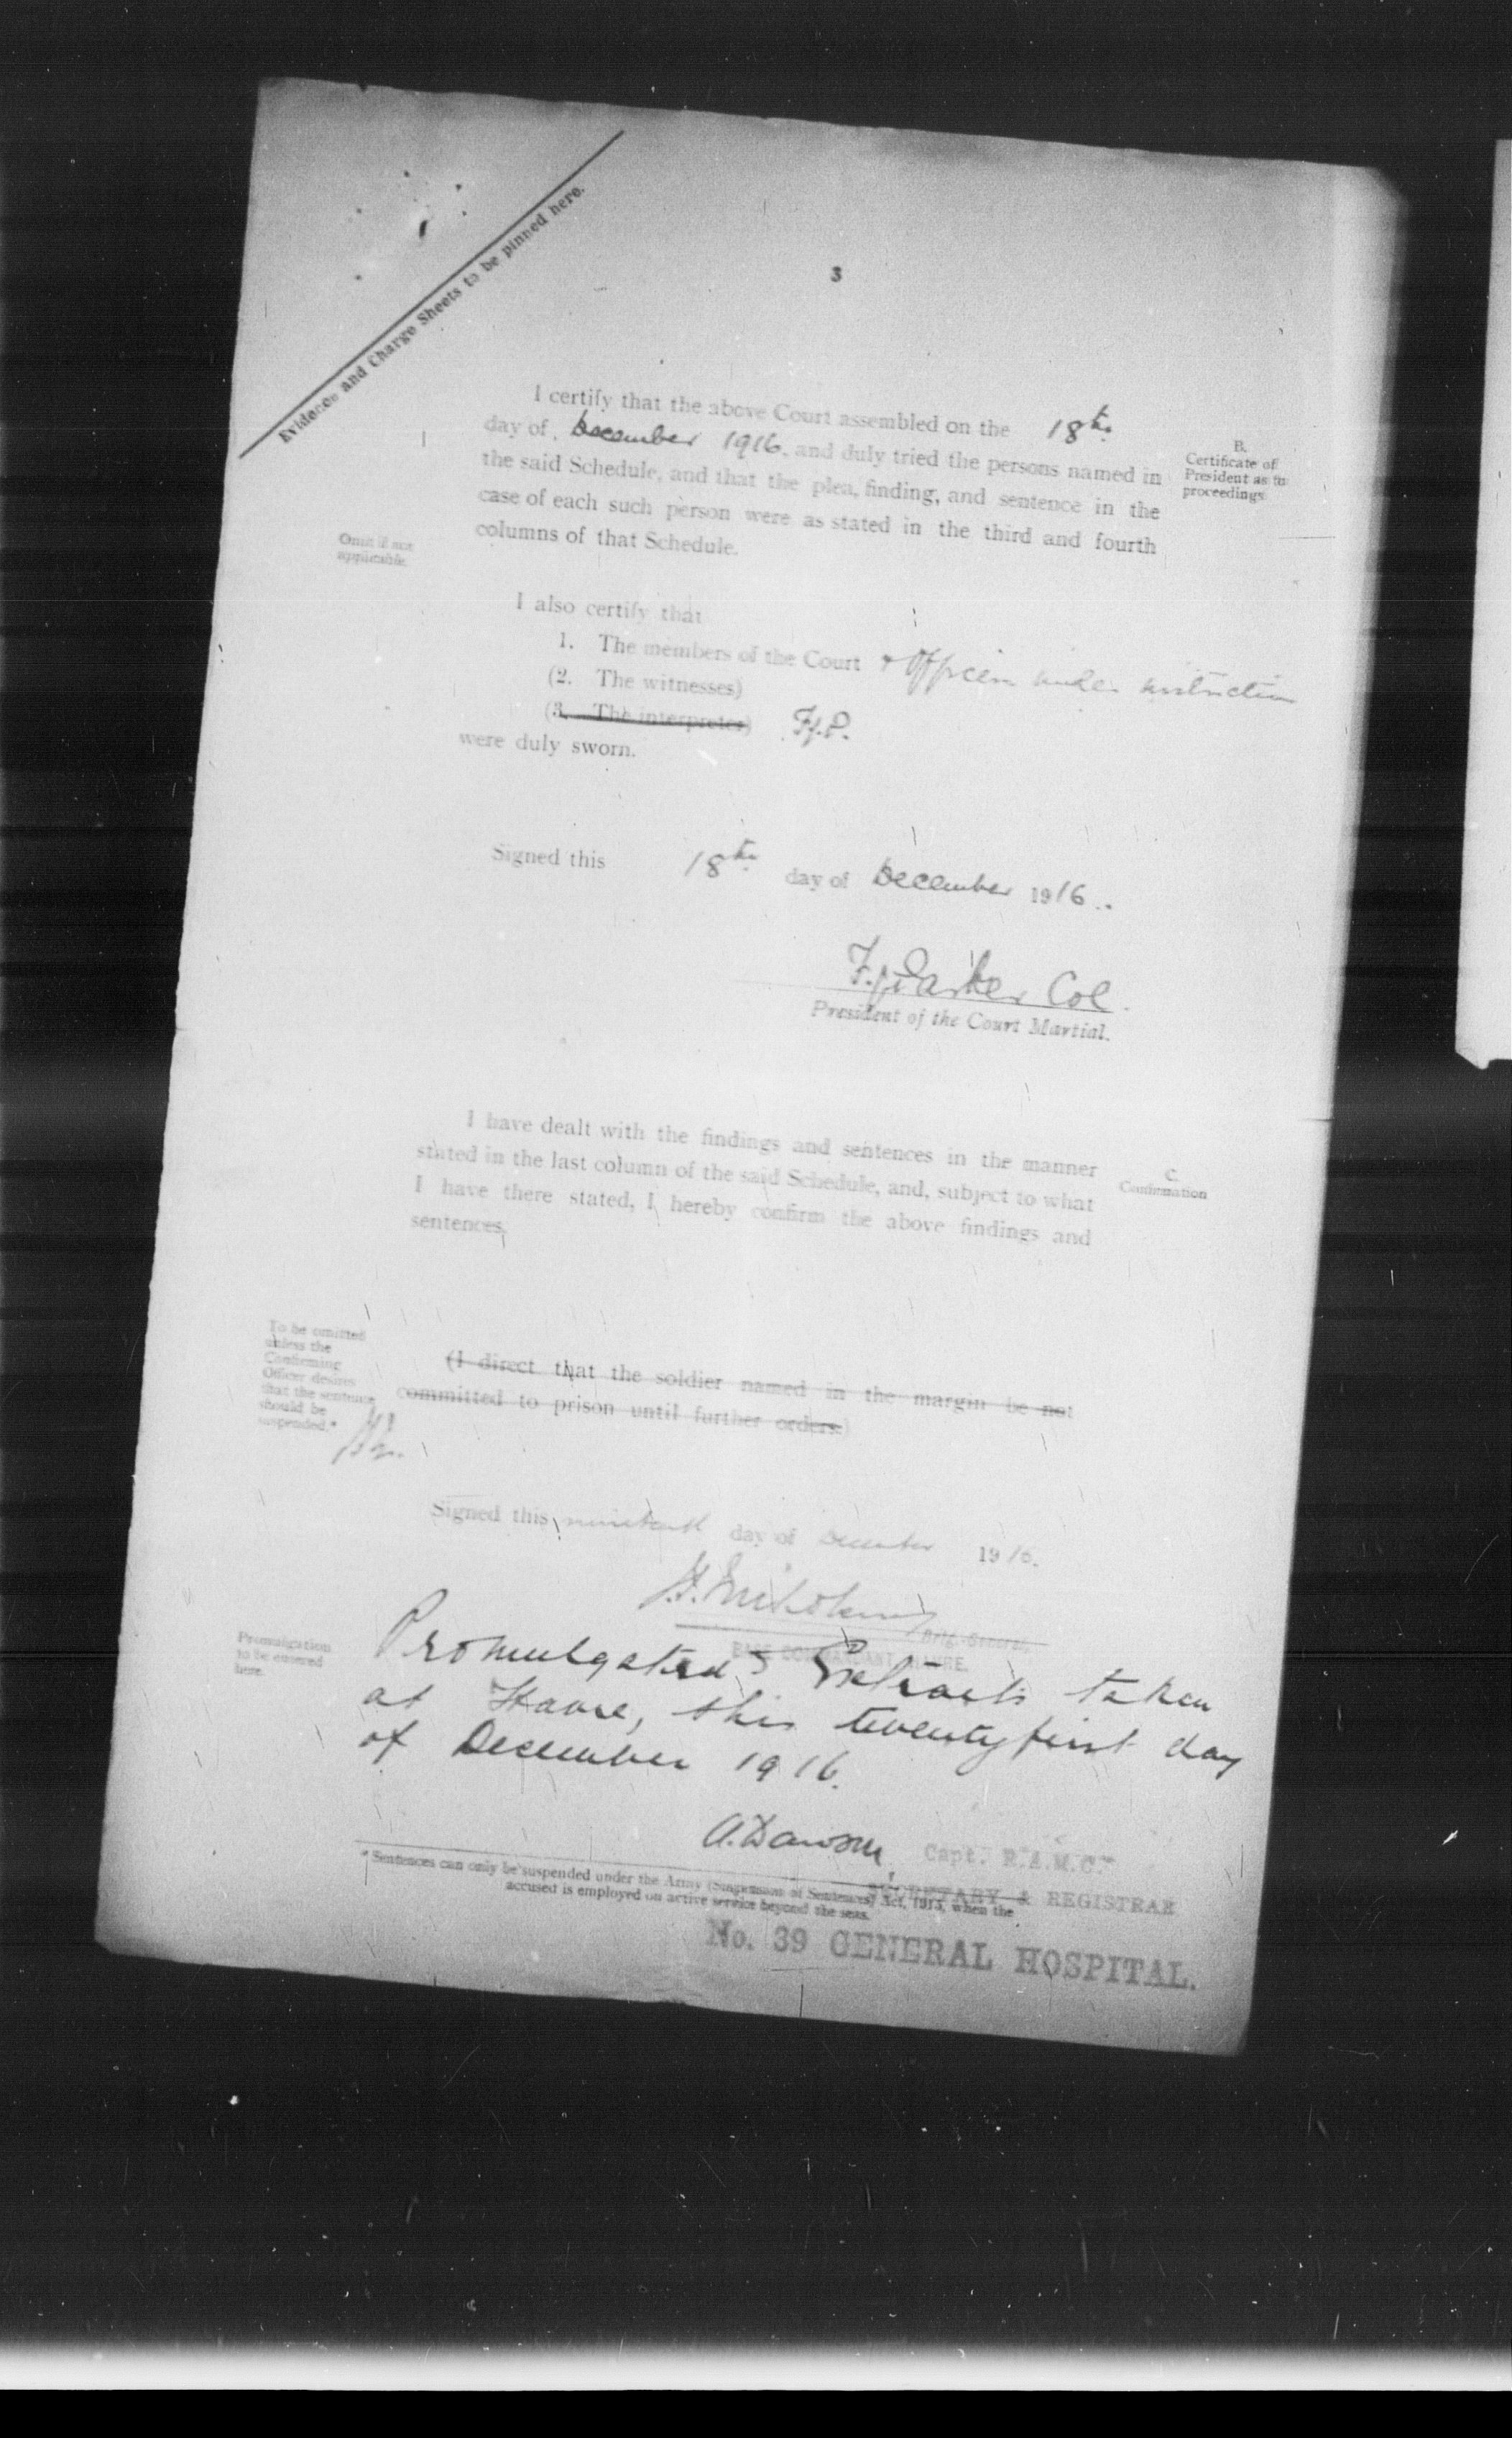 Evidence and Charge Sheets to be pinned here.
3
I certify that the above Court assembled on the 18th
day of December 1916, and duly tried the persons named in
the said Schedule, and that the plea, finding, and sentence in the
case of each such person were as stated in the third and fourth
columns of that Schedule.
B.
Certificate of
President as to
proceedings
Omit if not
applicable.
I also certify that
1. The members of the Court + Officers under instruction
(2. The witnesses)
(3. The interpreter) F.J.P.
were duly sworn.
Signed this 18th day of December 1916.
F. J. Parker Col.
President of the Court Martial.
I have dealt with the findings and sentences in the manner
stated in the last column of the said Schedule, and, subject to what
I have there stated, I hereby confirm the above findings and
sentences.
C.
Confirmation
To be omitted
unless the
Confirming
Officer desires
that the sentence
should be
suspended.*
(I direct that the soldier named in the margin be not
committed to prison until further orders.)
Signed this nineteenth day of December 1916.
Brig.-General,
BASE COMMANDANT, HAVRE.
Promulgation
to be entered
here.
Promulgated & Extracts taken
at Havre, this twenty first day
of December 1916.
A. Dawson Capt. R.A.M.C.
SECRETARY & REGISTRAR
* Sentences can only be suspended under the Army (Suspension of Sentences) Act, 1915, when the
accused is employed on active service beyond the seas.
No. 39 GENERAL HOSPITAL.